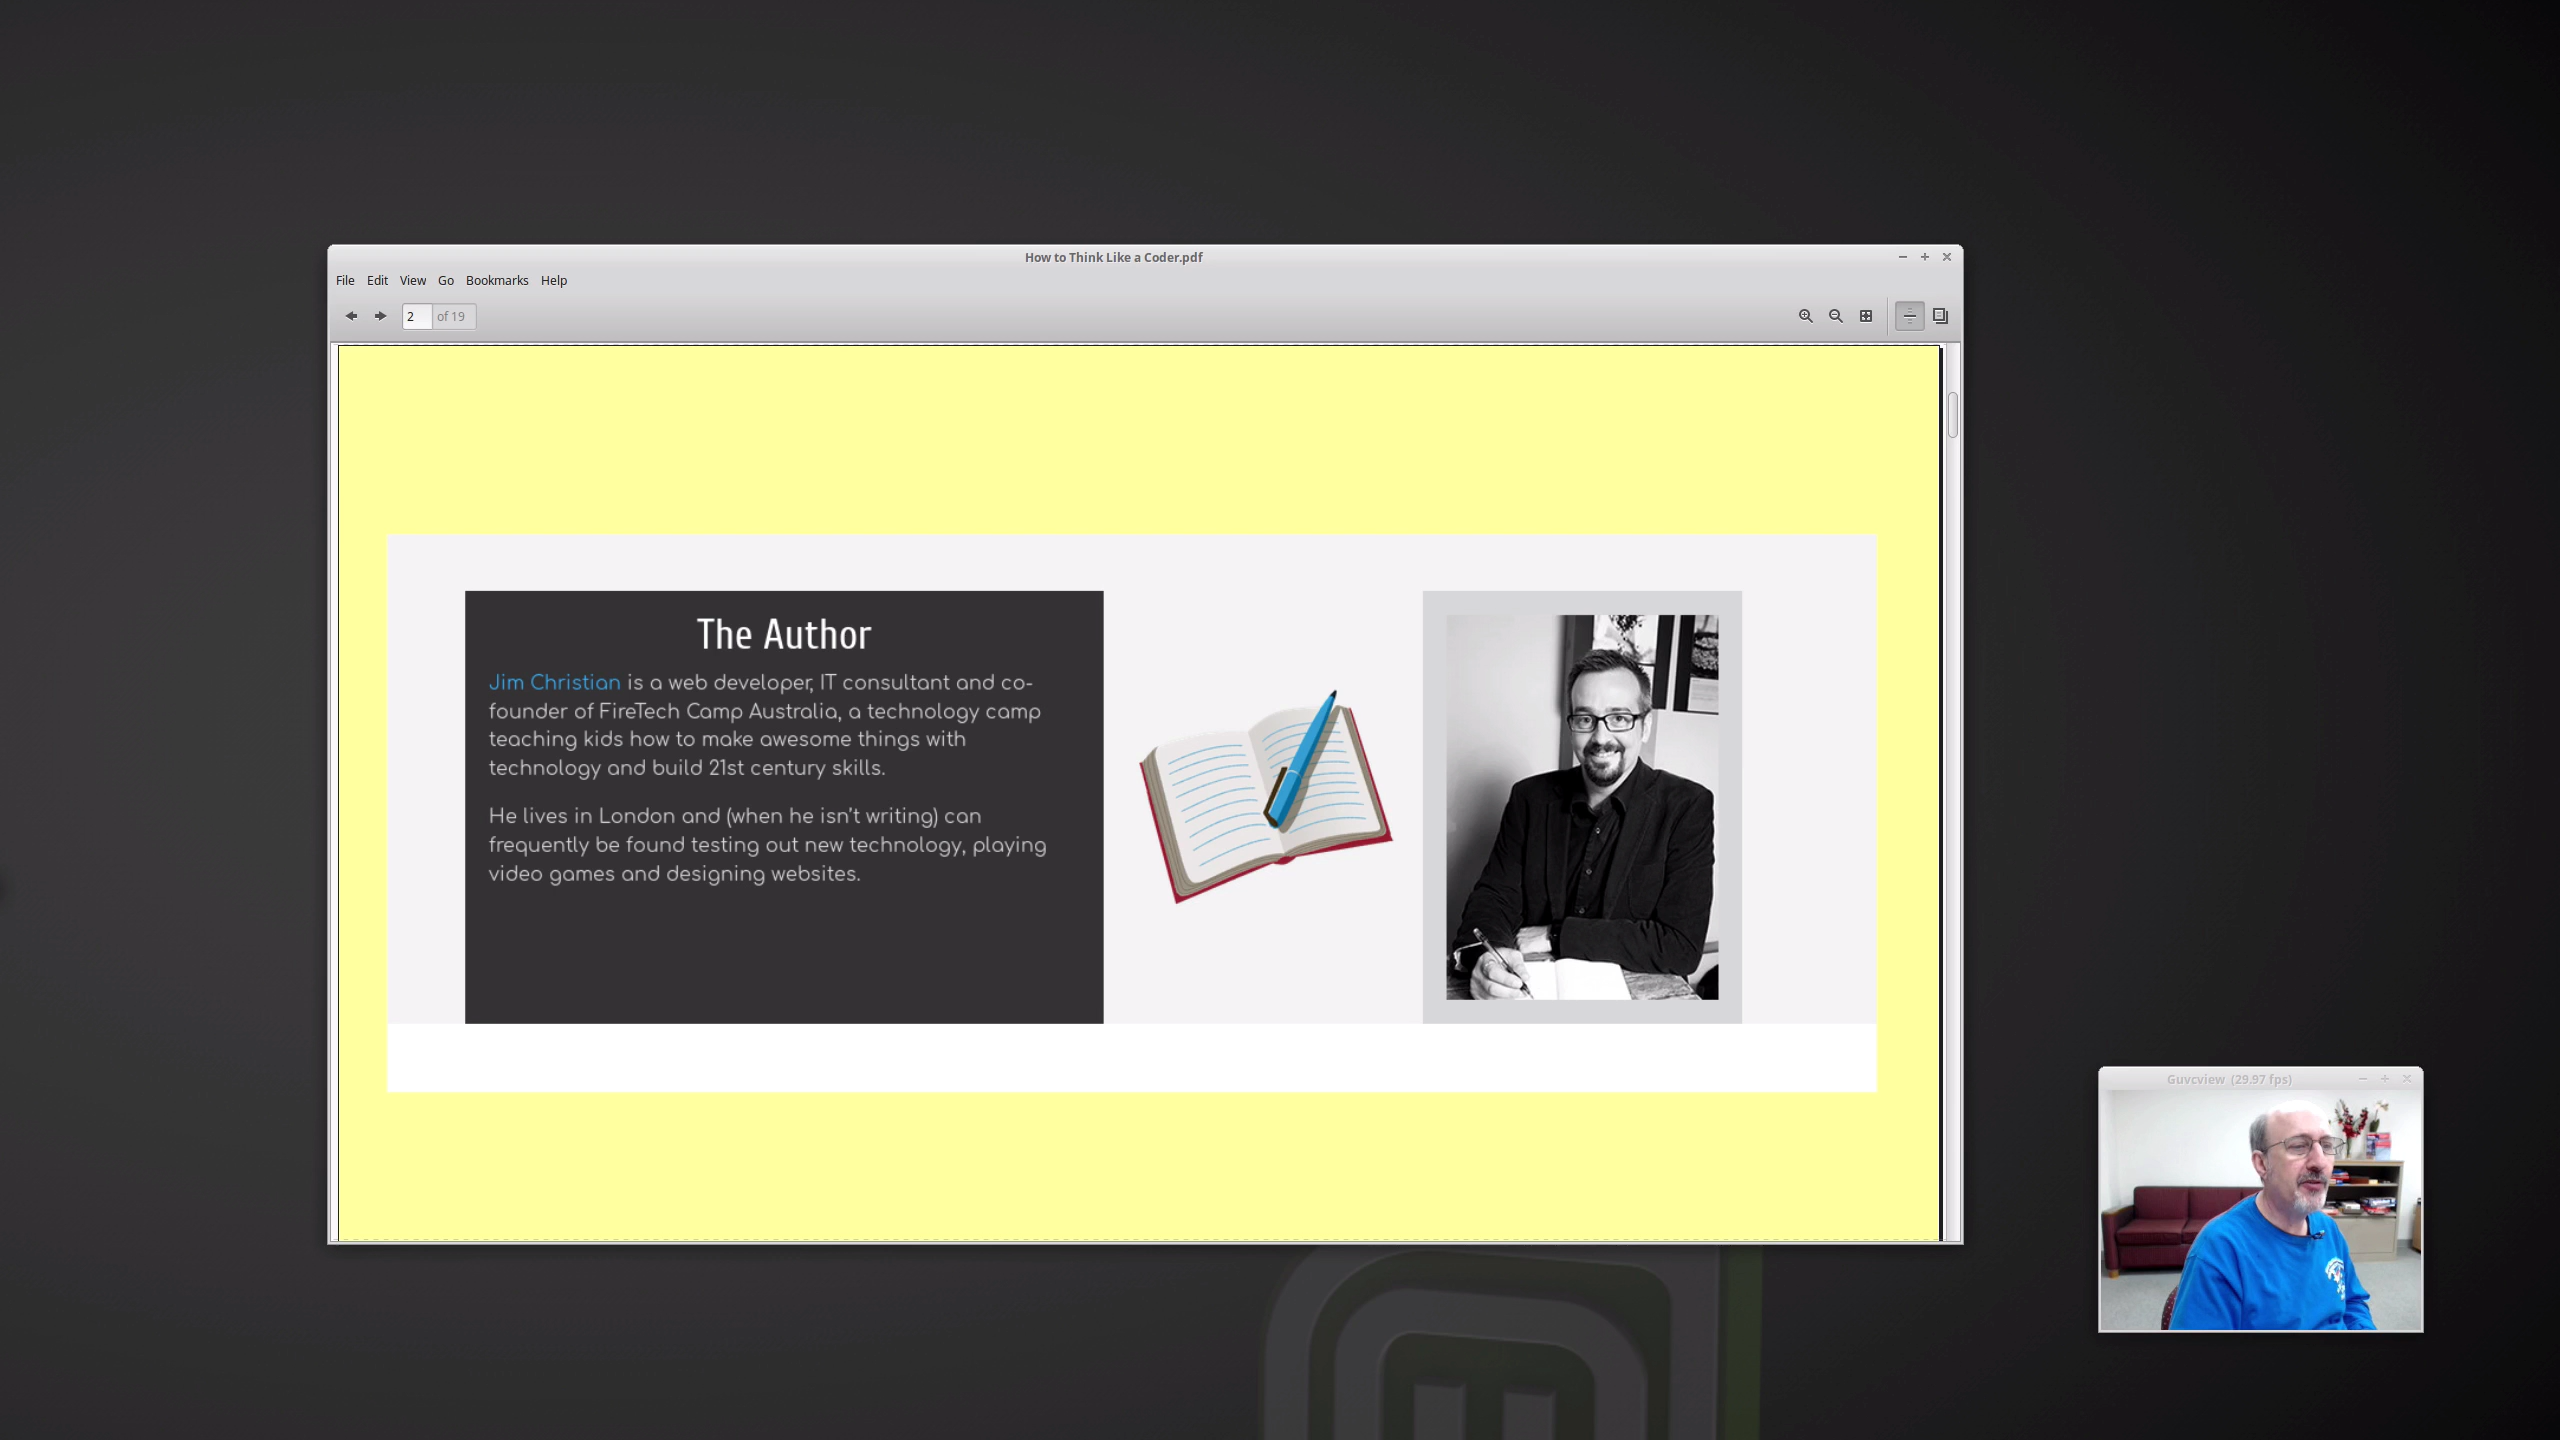 How to Think Like a Coder.pdf
File Edit View Go Bookmarks Help
2 of 19
The Author
Jim Christian is a web developer, IT consultant and co-
founder of FireTech Camp Australia, a technology camp
teaching kids how to make awesome things with
technology and build 21st century skills.
He lives in London and (when he isn't writing) can
frequently be found testing out new technology, playing
video games and designing websites.
Guvcview (29.97 fps)